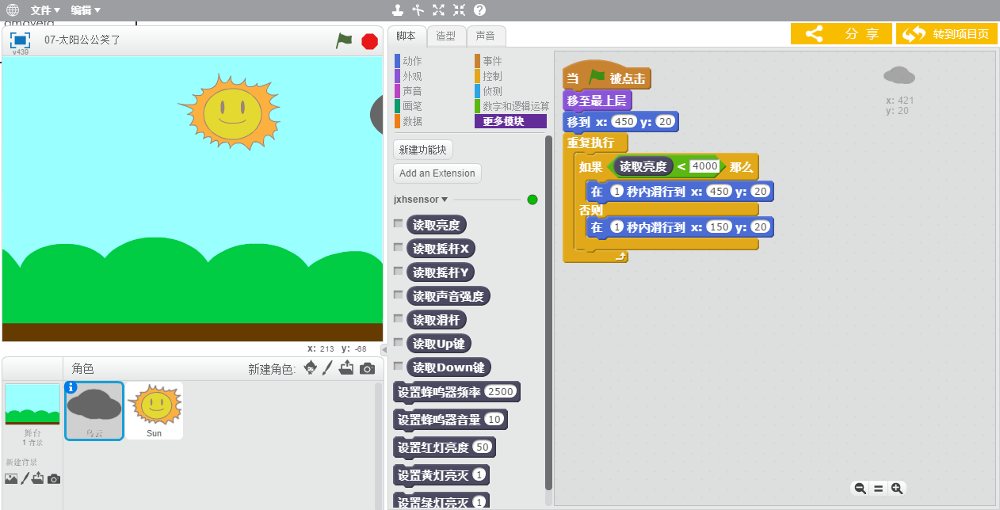 文件▼ 编辑▼
07-太阳公公笑了
v439
脚本 造型 声音
分 享
转到项目页
动作 事件
外观 控制
声音 侦测
画笔 数字和逻辑运算
数据 更多模块
新建功能块
Add an Extension
jxhsensor▼
读取亮度
读取摇杆X
读取摇杆Y
读取声音强度
读取滑杆
读取Up键
读取Down键
设置蜂鸣器频率 2500
设置蜂鸣器音量 10
设置红灯亮度 50
设置黄灯亮灭 1
设置绿灯亮灭 1
当 被点击
移至最上层
移到 x: 450 y: 20
重复执行
如果 读取亮度 < 4000 那么
在 1 秒内滑行到 x: 450 y: 20
否则
在 1 秒内滑行到 x: 150 y: 20
x: 421
y: 20
x: 213 y: -68
角色 新建角色:
舞台
1 背景
新建背景
乌云
Sun